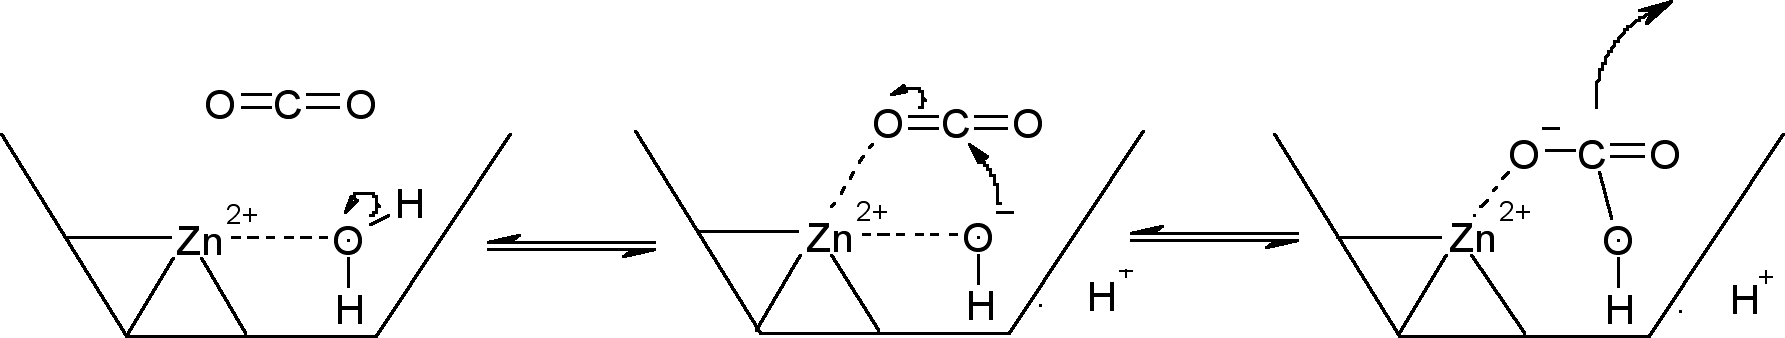 O=C=O
Zn 2+ O H
H
O=C=O
Zn 2+ O −
H
H +
O − C=O
Zn 2+ O
H
H +